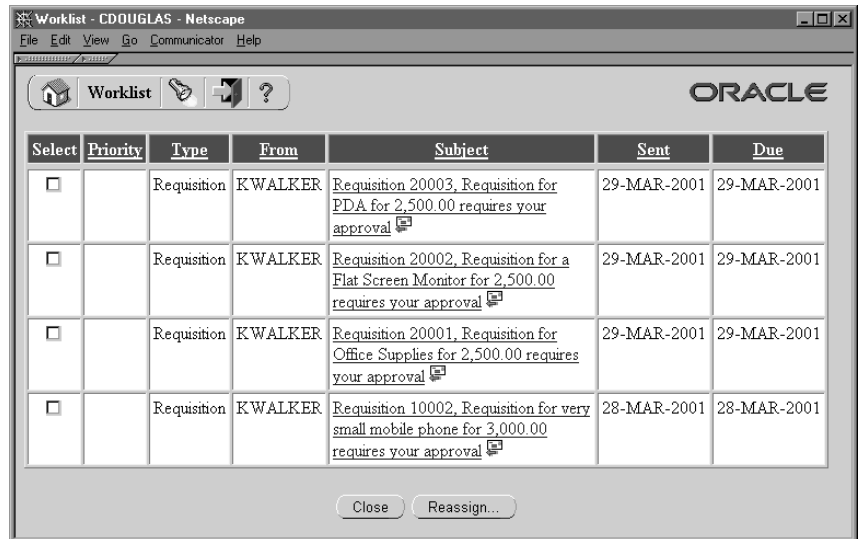 Worklist - CDOUGLAS - Netscape
File Edit View Go Communicator Help
Worklist ?
ORACLE
Select Priority Type From Subject Sent Due
Requisition KWALKER Requisition 20003, Requisition for 29-MAR-2001 29-MAR-2001
PDA for 2,500.00 requires your
approval
Requisition KWALKER Requisition 20002, Requisition for a 29-MAR-2001 29-MAR-2001
Flat Screen Monitor for 2,500.00
requires your approval
Requisition KWALKER Requisition 20001, Requisition for 29-MAR-2001 29-MAR-2001
Office Supplies for 2,500.00 requires
your approval
Requisition KWALKER Requisition 10002, Requisition for very 28-MAR-2001 28-MAR-2001
small mobile phone for 3,000.00
requires your approval
Close Reassign...